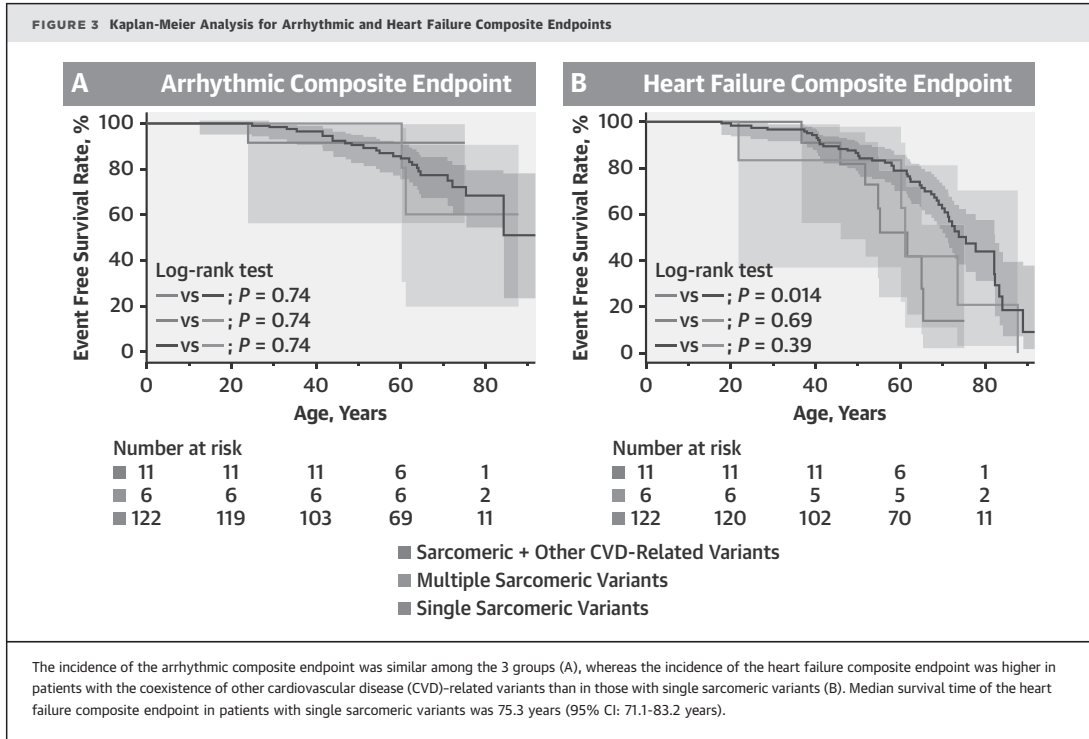 FIGURE 3 Kaplan-Meier Analysis for Arrhythmic and Heart Failure Composite Endpoints
A Arrhythmic Composite Endpoint
Event Free Survival Rate, %
100
80
60
40
20
0
Log-rank test
vs ; P = 0.74
vs ; P = 0.74
vs ; P = 0.74
0 20 40 60 80
Age, Years
Number at risk
11 11 11 6 1
6 6 6 6 2
122 119 103 69 11
B Heart Failure Composite Endpoint
Event Free Survival Rate, %
100
80
60
40
20
0
Log-rank test
vs ; P = 0.014
vs ; P = 0.69
vs ; P = 0.39
0 20 40 60 80
Age, Years
Number at risk
11 11 11 6 1
6 6 5 5 2
122 120 102 70 11
Sarcomeric + Other CVD-Related Variants
Multiple Sarcomeric Variants
Single Sarcomeric Variants
The incidence of the arrhythmic composite endpoint was similar among the 3 groups (A), whereas the incidence of the heart failure composite endpoint was higher in
patients with the coexistence of other cardiovascular disease (CVD)–related variants than in those with single sarcomeric variants (B). Median survival time of the heart
failure composite endpoint in patients with single sarcomeric variants was 75.3 years (95% CI: 71.1-83.2 years).